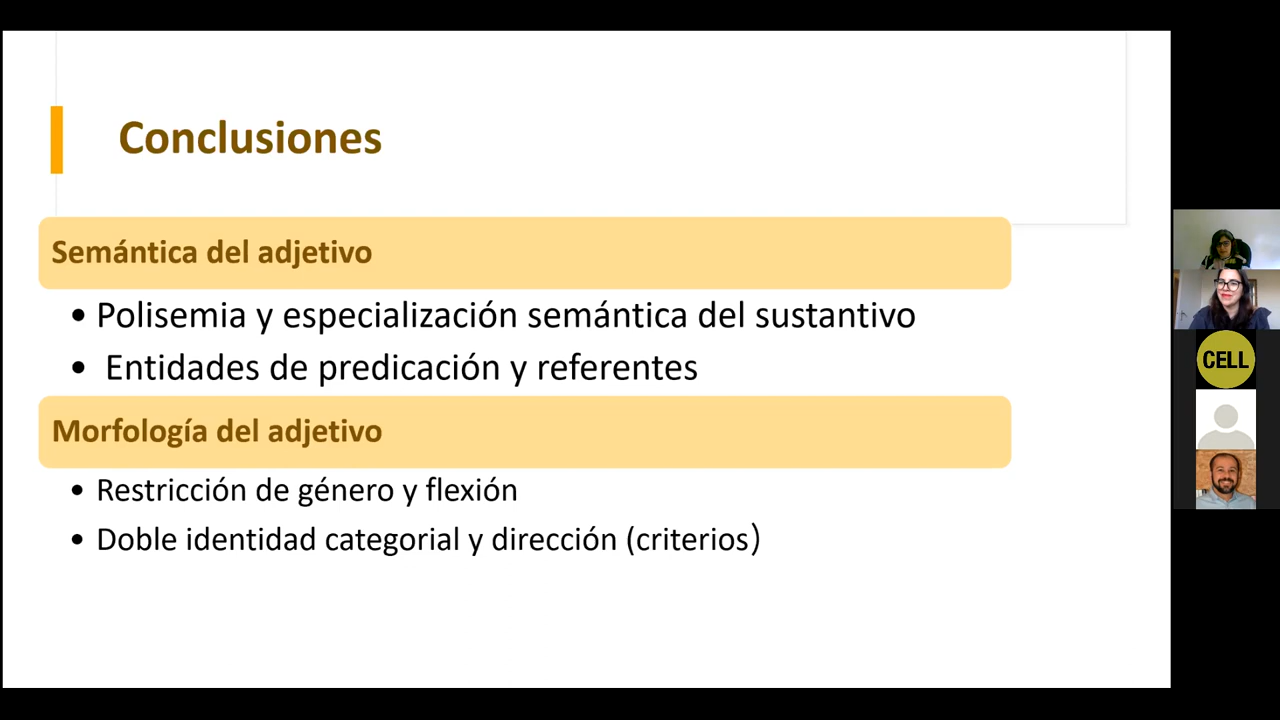 Conclusiones
Semántica del adjetivo
• Polisemia y especialización semántica del sustantivo
• Entidades de predicación y referentes
Morfología del adjetivo
• Restricción de género y flexión
• Doble identidad categorial y dirección (criterios)
CELL